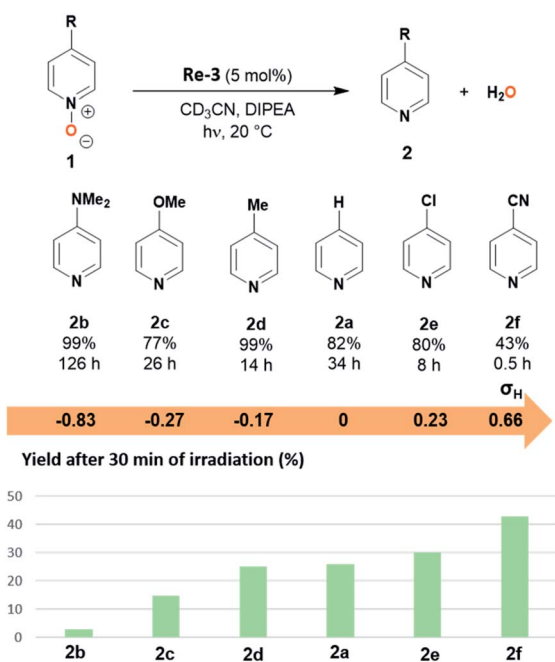 R
N
⊕
O
⊖
1
Re-3 (5 mol%)
CD₃CN, DIPEA
hν, 20 °C
R
N
2
+ H₂O
NMe₂ OMe Me H Cl CN
N N N N N N
2b 2c 2d 2a 2e 2f
99% 77% 99% 82% 80% 43%
126 h 26 h 14 h 34 h 8 h 0.5 h
σH
-0.83 -0.27 -0.17 0 0.23 0.66
Yield after 30 min of irradiation (%)
50
40
30
20
10
0
2b 2c 2d 2a 2e 2f